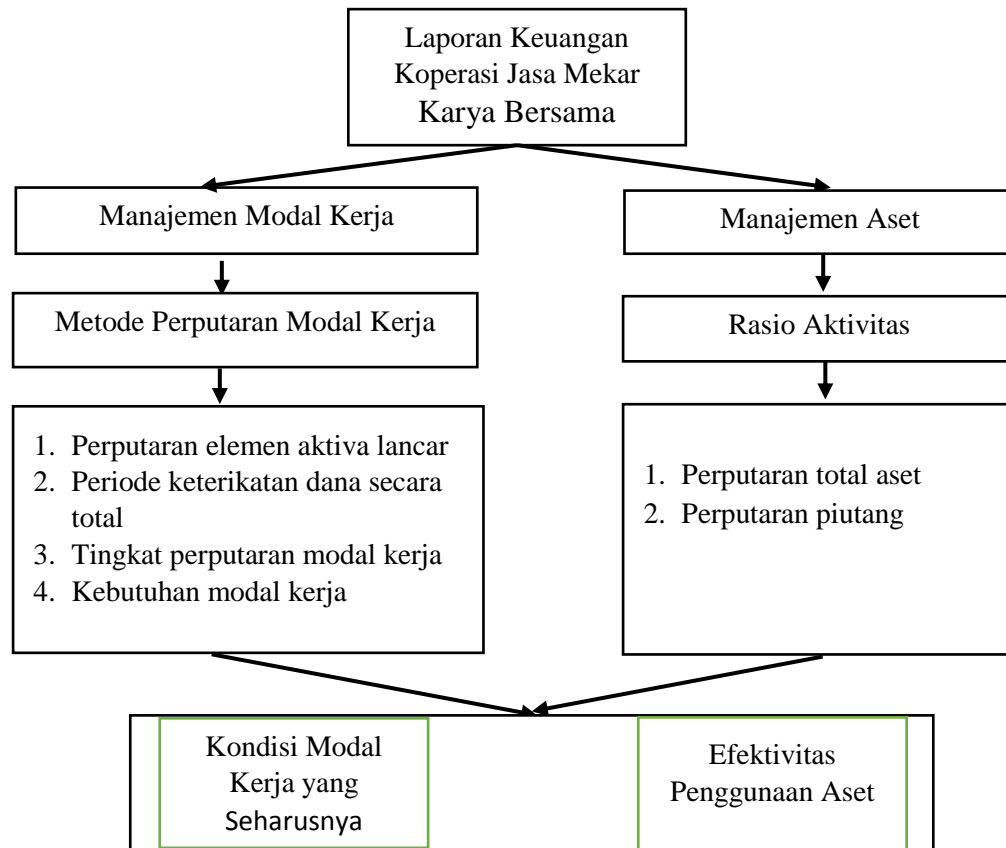 Laporan Keuangan
Koperasi Jasa Mekar
Karya Bersama
Manajemen Modal Kerja
Manajemen Aset
Metode Perputaran Modal Kerja
Rasio Aktivitas
1. Perputaran elemen aktiva lancar
2. Periode keterikatan dana secara
total
3. Tingkat perputaran modal kerja
4. Kebutuhan modal kerja
1. Perputaran total aset
2. Perputaran piutang
Kondisi Modal
Kerja yang
Seharusnya
Efektivitas
Penggunaan Aset